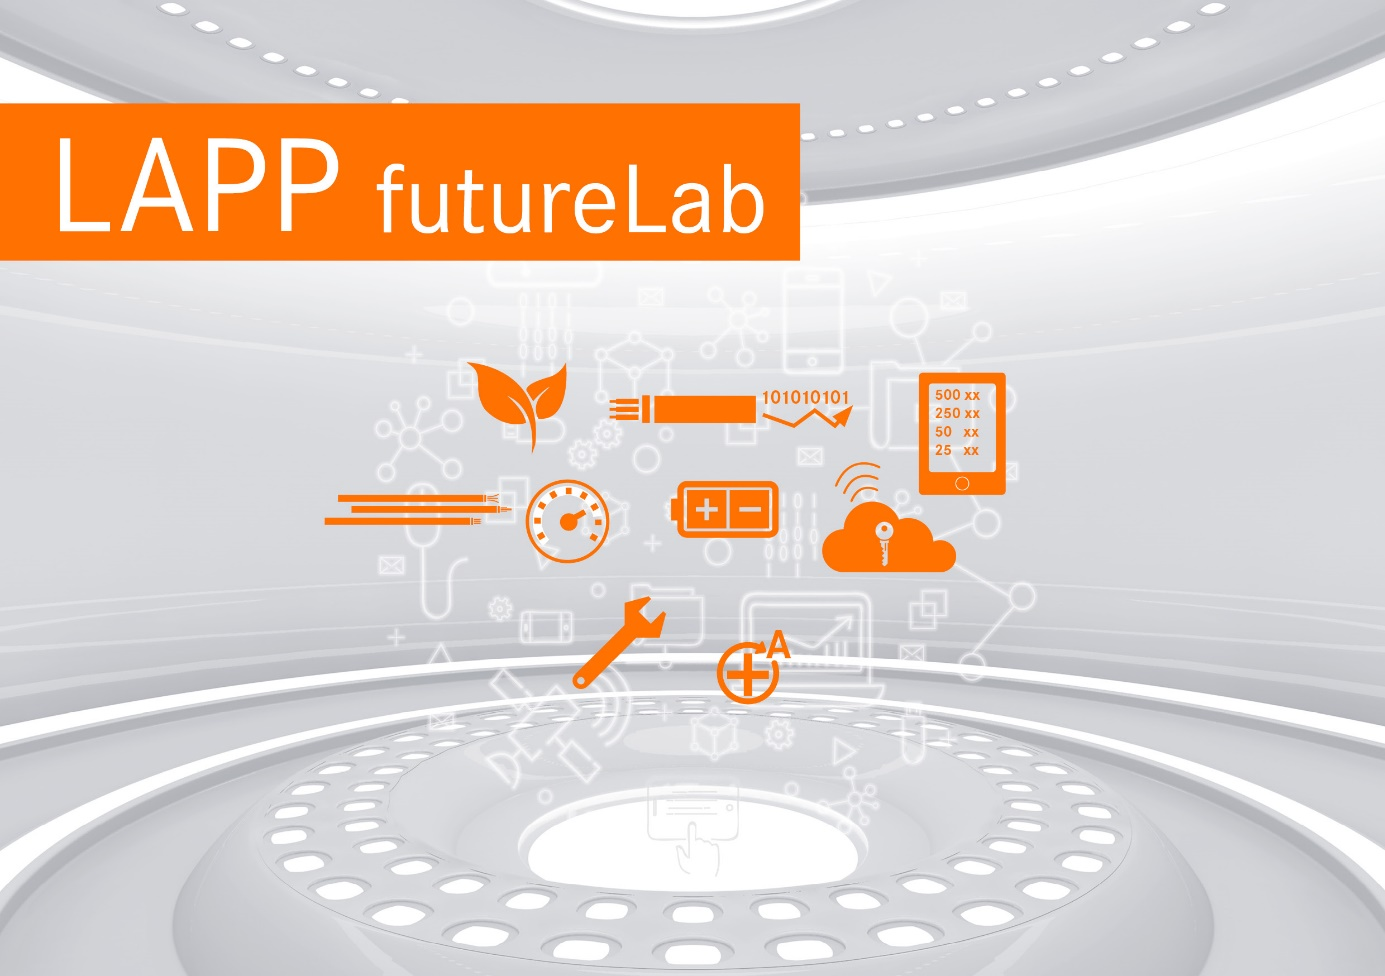 LAPP futureLab
101010101
500 xx
250 xx
50 xx
25 xx
+ −
A